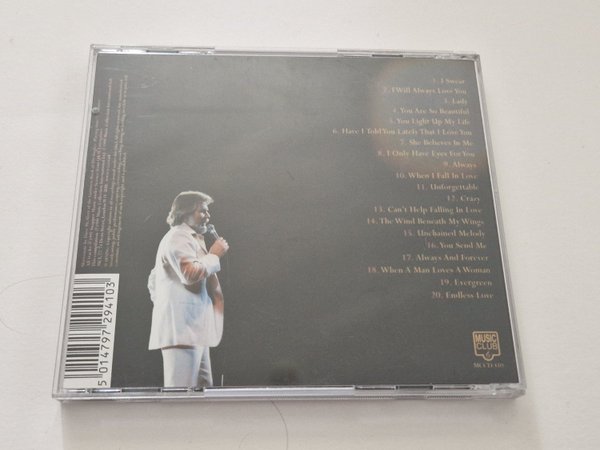 1. I Swear
2. I Will Always Love You
3. Lady
4. You Are So Beautiful
5. You Light Up My Life
6. Have I Told You Lately That I Love You
7. She Believes In Me
8. I Only Have Eyes For You
9. Always
10. When I Fall In Love
11. Unforgettable
12. Crazy
13. Can't Help Falling In Love
14. The Wind Beneath My Wings
15. Unchained Melody
16. You Send Me
17. Always And Forever
18. When A Man Loves A Woman
19. Evergreen
20. Endless Love
MUSIC
CLUB
5 014797 294103